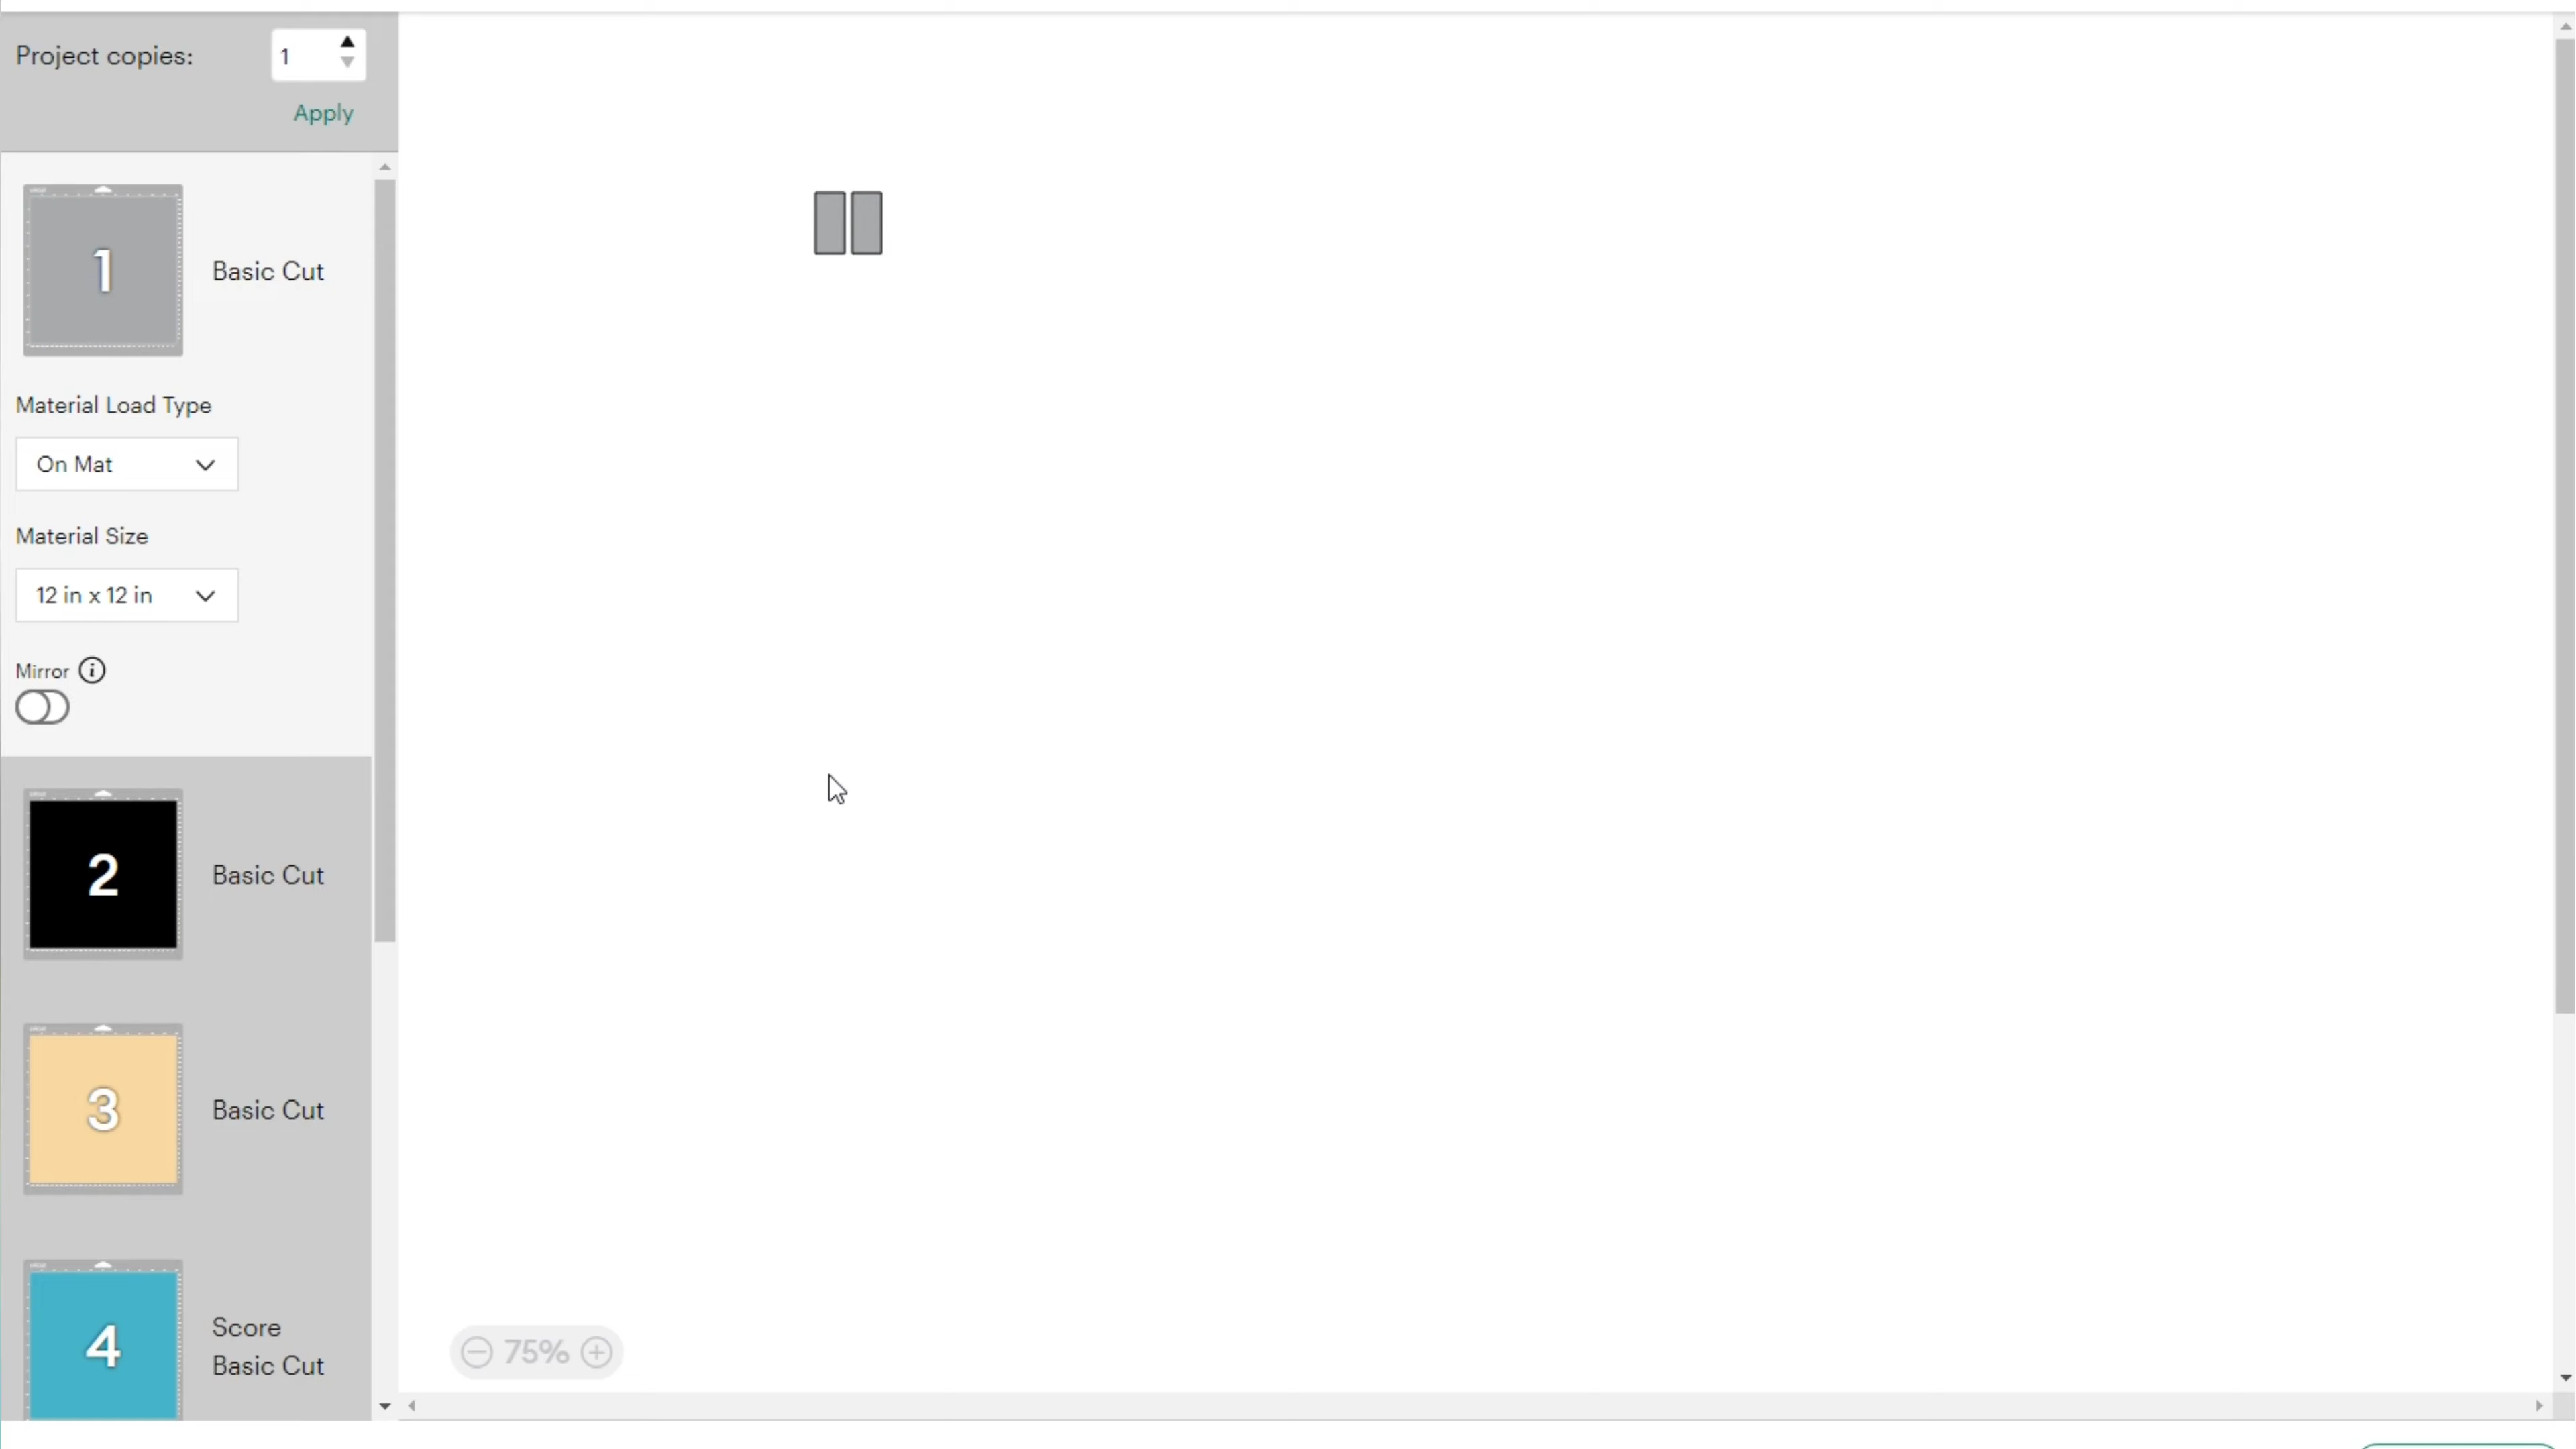 Project copies:
1
Apply
1
Basic Cut
Material Load Type
On Mat
Material Size
12 in x 12 in
Mirror
2
Basic Cut
3
Basic Cut
4
Score
Basic Cut
75%